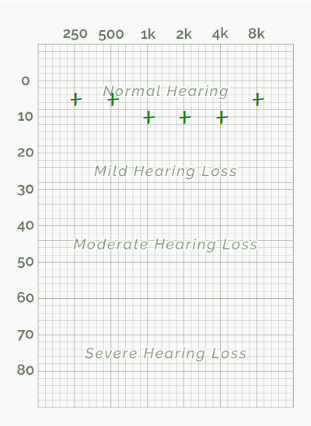 250 500 1k 2k 4k 8k
0
Normal Hearing
10
20
Mild Hearing Loss
30
40
Moderate Hearing Loss
50
60
70
Severe Hearing Loss
80